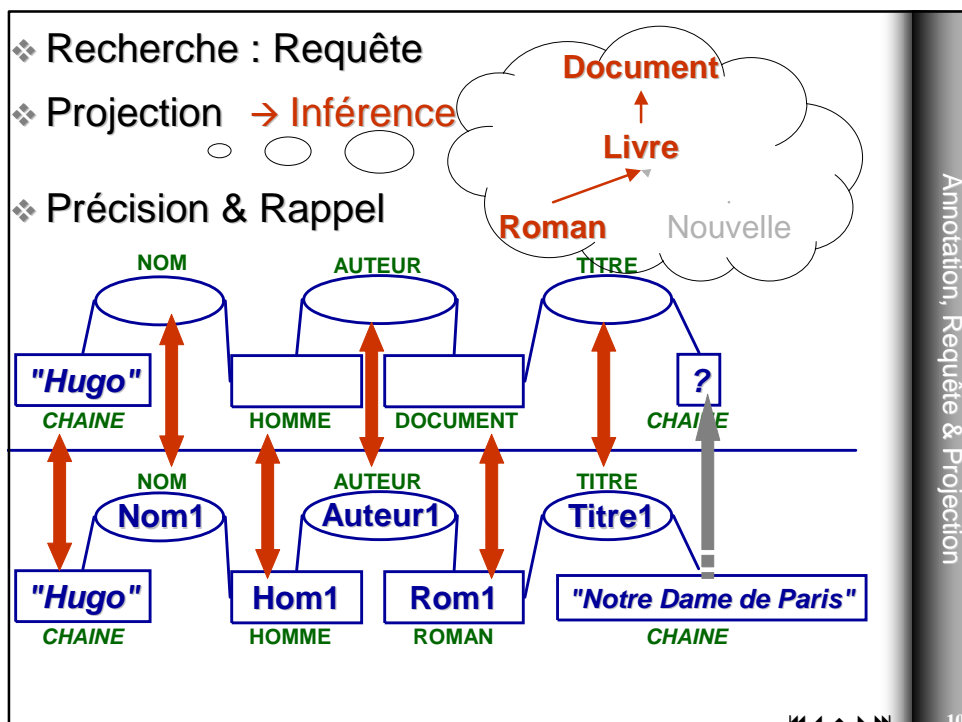 Recherche : Requête
Projection → Inférence
Précision & Rappel
Document
Livre
Roman Nouvelle
NOM AUTEUR TITRE
"Hugo" ?
CHAINE HOMME DOCUMENT CHAINE
NOM AUTEUR TITRE
Nom1 Auteur1 Titre1
"Hugo" Hom1 Rom1 "Notre Dame de Paris"
CHAINE HOMME ROMAN CHAINE
Annotation, Requête & Projection